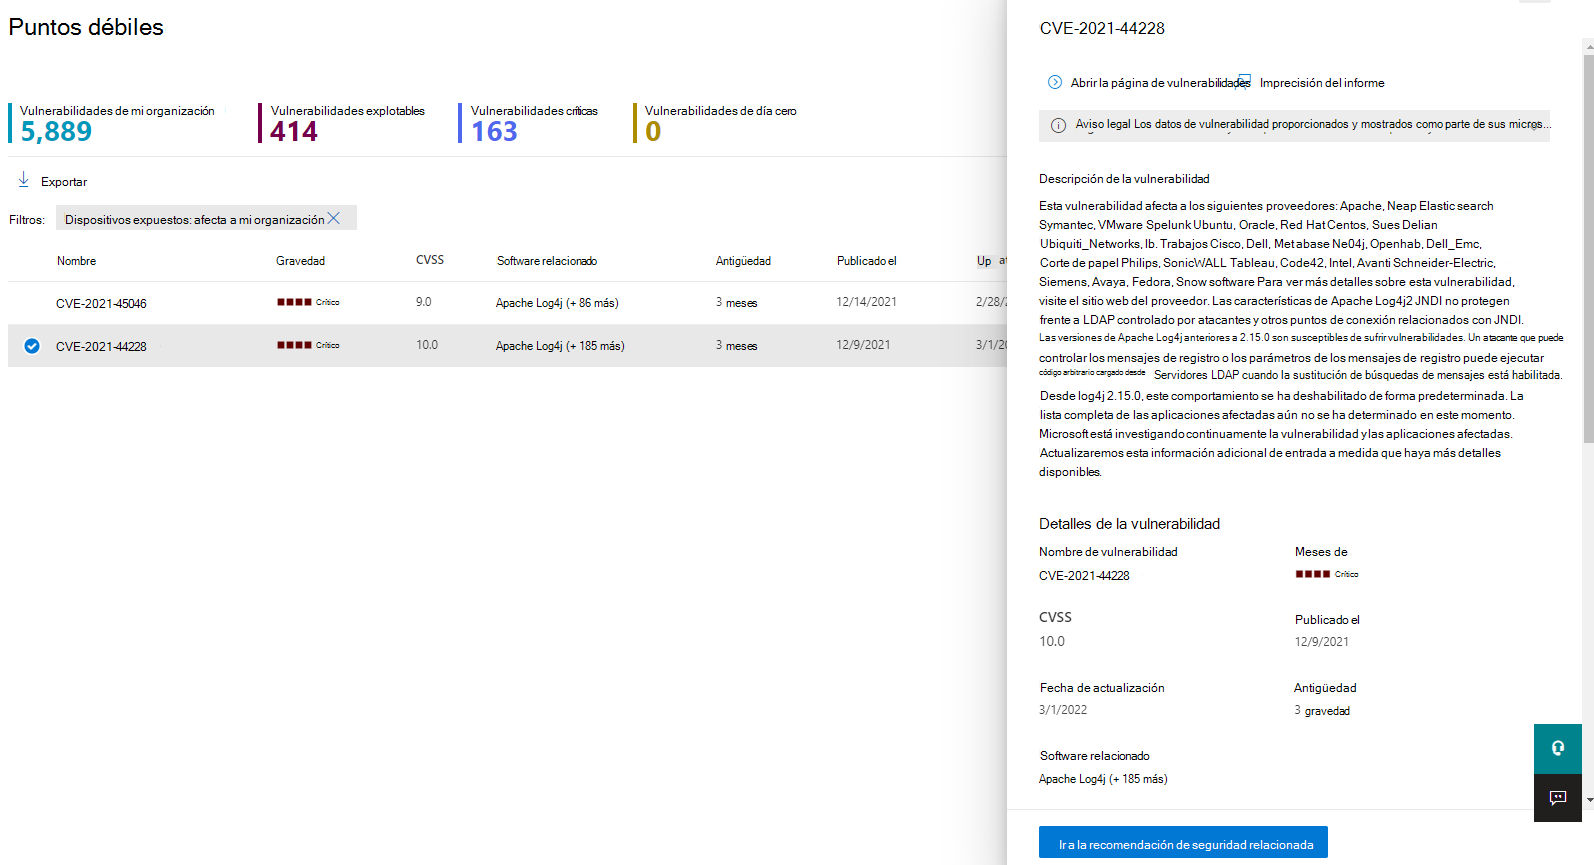 Puntos débiles
Vulnerabilidades de mi organización
5,889
Vulnerabilidades explotables
414
Vulnerabilidades críticas
163
Vulnerabilidades de día cero
0
Exportar
Filtros:
Dispositivos expuestos: afecta a mi organización
Nombre Gravedad CVSS Software relacionado Antigüedad Publicado el Up
CVE-2021-45046 Crítico 9.0 Apache Log4j (+ 86 más) 3 meses 12/14/2021 2/28/
CVE-2021-44228 Crítico 10.0 Apache Log4j (+ 185 más) 3 meses 12/9/2021 3/1/20
CVE-2021-44228
Abrir la página de vulnerabilidades Imprecisión del informe
Aviso legal Los datos de vulnerabilidad proporcionados y mostrados como parte de sus micros...
Descripción de la vulnerabilidad
Esta vulnerabilidad afecta a los siguientes proveedores: Apache, Neap Elastic search
Symantec, VMware Spelunk Ubuntu, Oracle, Red Hat Centos, Sues Delian
Ubiquiti_Networks, Ib. Trabajos Cisco, Dell, Metabase Ne04j, Openhab, Dell_Emc,
Corte de papel Philips, SonicWALL Tableau, Code42, Intel, Avanti Schneider-Electric,
Siemens, Avaya, Fedora, Snow software Para ver más detalles sobre esta vulnerabilidad,
visite el sitio web del proveedor. Las características de Apache Log4j2 JNDI no protegen
frente a LDAP controlado por atacantes y otros puntos de conexión relacionados con JNDI.
Las versiones de Apache Log4j anteriores a 2.15.0 son susceptibles de sufrir vulnerabilidades. Un atacante que puede
controlar los mensajes de registro o los parámetros de los mensajes de registro puede ejecutar
código arbitrario cargado desde Servidores LDAP cuando la sustitución de búsquedas de mensajes está habilitada.
Desde log4j 2.15.0, este comportamiento se ha deshabilitado de forma predeterminada. La
lista completa de las aplicaciones afectadas aún no se ha determinado en este momento.
Microsoft está investigando continuamente la vulnerabilidad y las aplicaciones afectadas.
Actualizaremos esta información adicional de entrada a medida que haya más detalles
disponibles.
Detalles de la vulnerabilidad
Nombre de vulnerabilidad
CVE-2021-44228
Meses de
Crítico
CVSS
10.0
Publicado el
12/9/2021
Fecha de actualización
3/1/2022
Antigüedad
3 gravedad
Software relacionado
Apache Log4j (+ 185 más)
Ir a la recomendación de seguridad relacionada